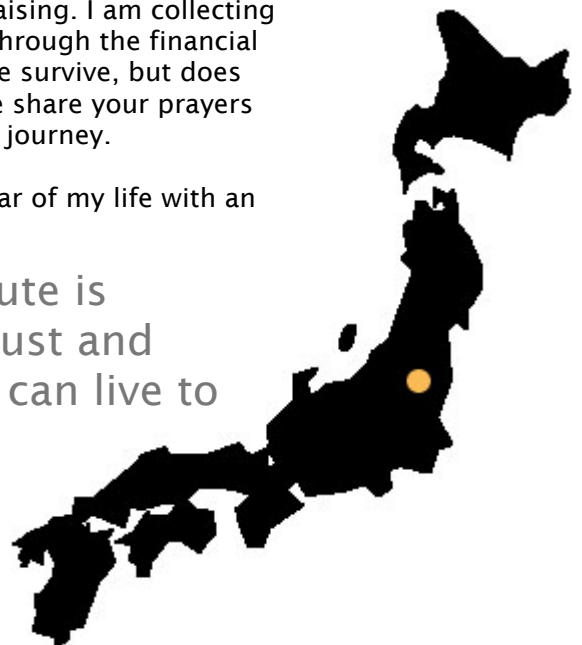 aising. I am collecting
hrough the financial
e survive, but does
e share your prayers
journey.
ar of my life with an
ute is
ust and
can live to